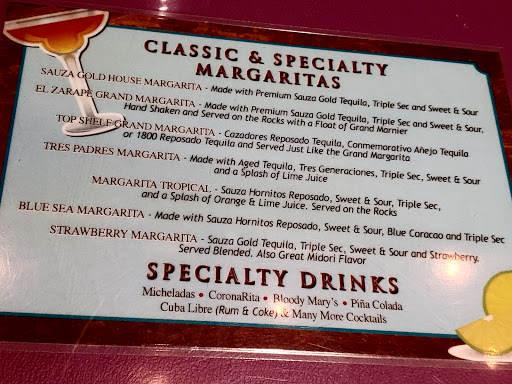 CLASSIC & SPECIALTY
MARGARITAS
SAUZA GOLD HOUSE MARGARITA - Made with Premium Sauza Gold Tequila, Triple Sec and Sweet & Sour
EL ZARAPE GRAND MARGARITA - Made with Premium Sauza Gold Tequila, Triple Sec and Sweet & Sour,
Hand Shaken and Served on the Rocks with a Float of Grand Marnier
TOP SHELF GRAND MARGARITA - Cazadores Reposado Tequila, Conmemorativo Añejo Tequila
or 1800 Reposado Tequila and Served Just Like the Grand Margarita
TRES PADRES MARGARITA - Made with Aged Tequila, Tres Generaciones, Triple Sec, Sweet & Sour
and a Splash of Lime Juice
MARGARITA TROPICAL - Sauza Hornitos Reposado, Sweet & Sour, Triple Sec,
and a Splash of Orange & Lime Juice. Served on the Rocks
BLUE SEA MARGARITA - Made with Sauza Hornitos Reposado, Sweet & Sour, Blue Coracao and Triple Sec
STRAWBERRY MARGARITA - Sauza Gold Tequila, Triple Sec, Sweet & Sour and Strawberry.
Served Blended. Also Great Midori Flavor
SPECIALTY DRINKS
Micheladas • CoronaRita • Bloody Mary's • Piña Colada
Cuba Libre (Rum & Coke) & Many More Cocktails